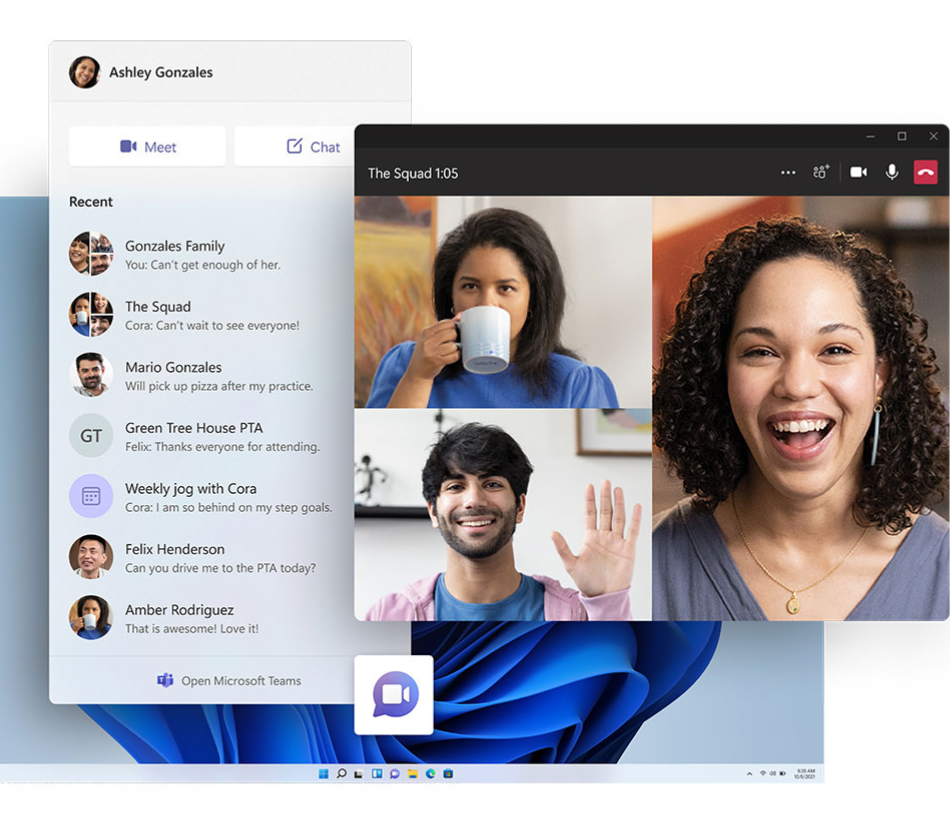 Ashley Gonzales
Meet
Chat
Recent
Gonzales Family
You: Can't get enough of her.
The Squad
Cora: Can't wait to see everyone!
Mario Gonzales
Will pick up pizza after my practice.
GT
Green Tree House PTA
Felix: Thanks everyone for attending.
Weekly jog with Cora
Cora: I am so behind on my step goals.
Felix Henderson
Can you drive me to the PTA today?
Amber Rodriguez
That is awesome! Love it!
Open Microsoft Teams
The Squad 1:05